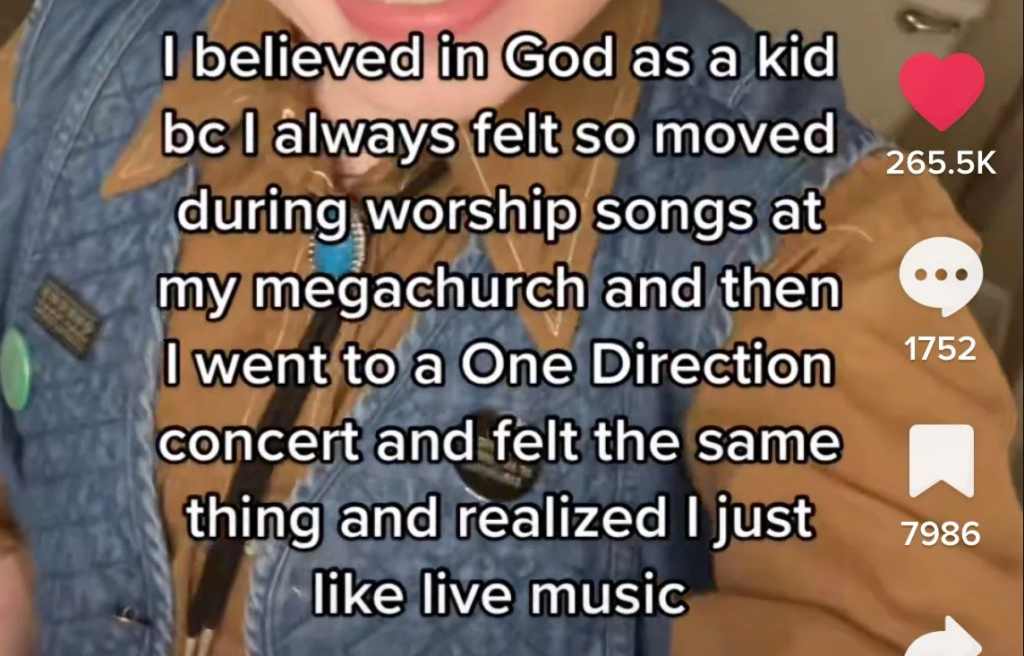 I believed in God as a kid
bc I always felt so moved
during worship songs at
my megachurch and then
I went to a One Direction
concert and felt the same
thing and realized I just
like live music
265.5K
1752
7986